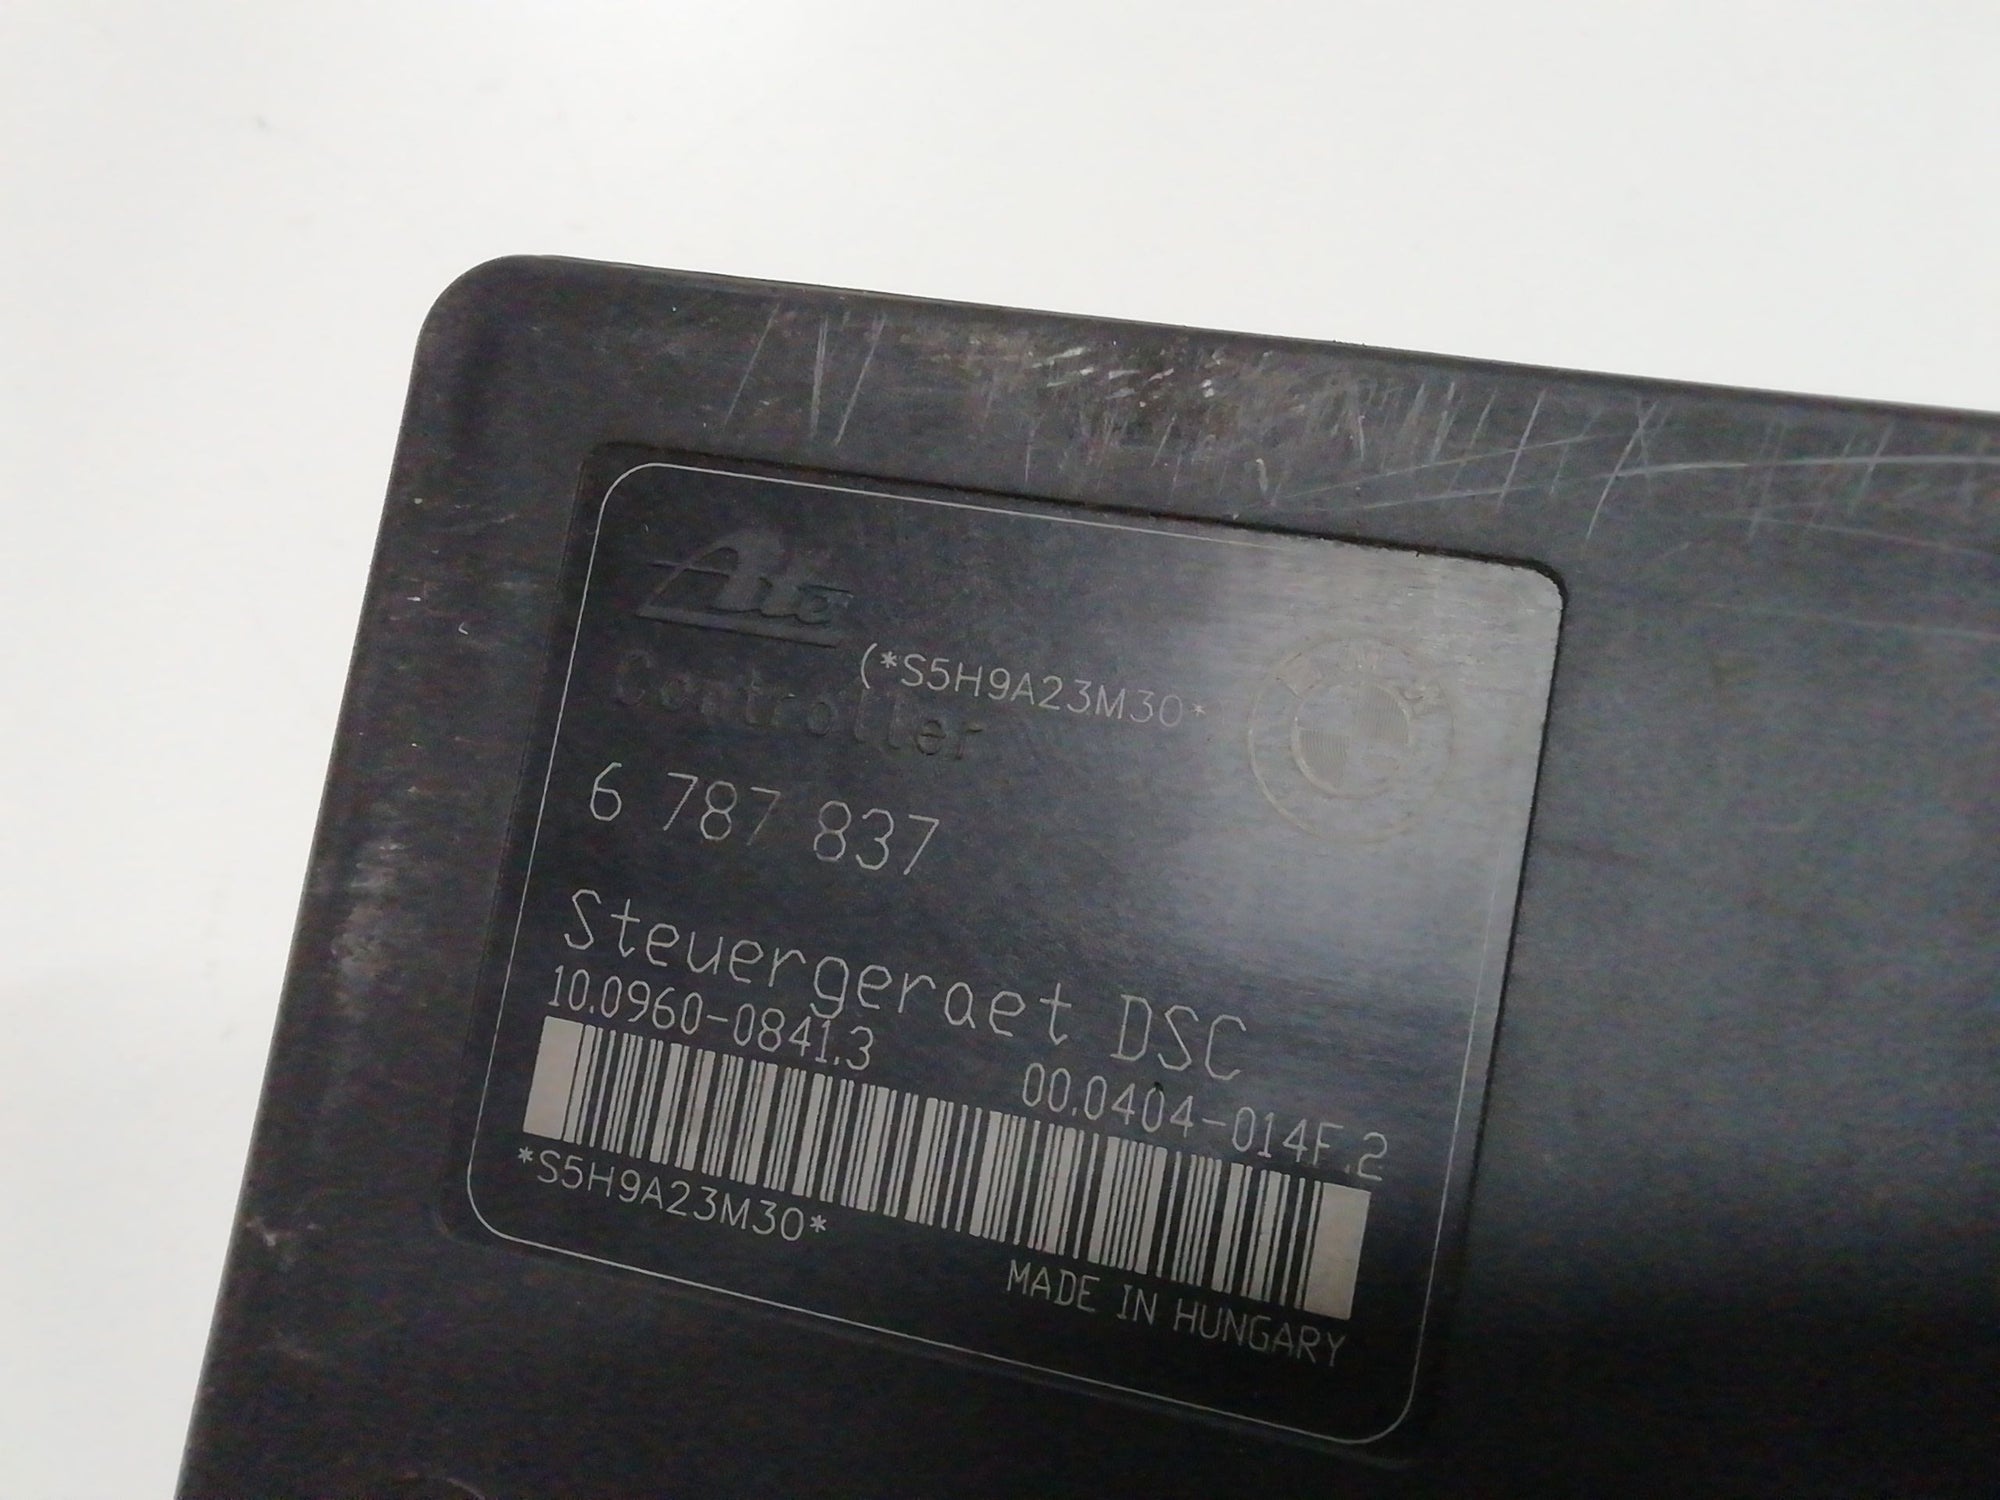 Ate
(*S5H9A23M30*
Controller
6 787 837
Steuergeraet DSC
10.0960-0841.3
00.0404-014F.2
*S5H9A23M30*
MADE IN HUNGARY